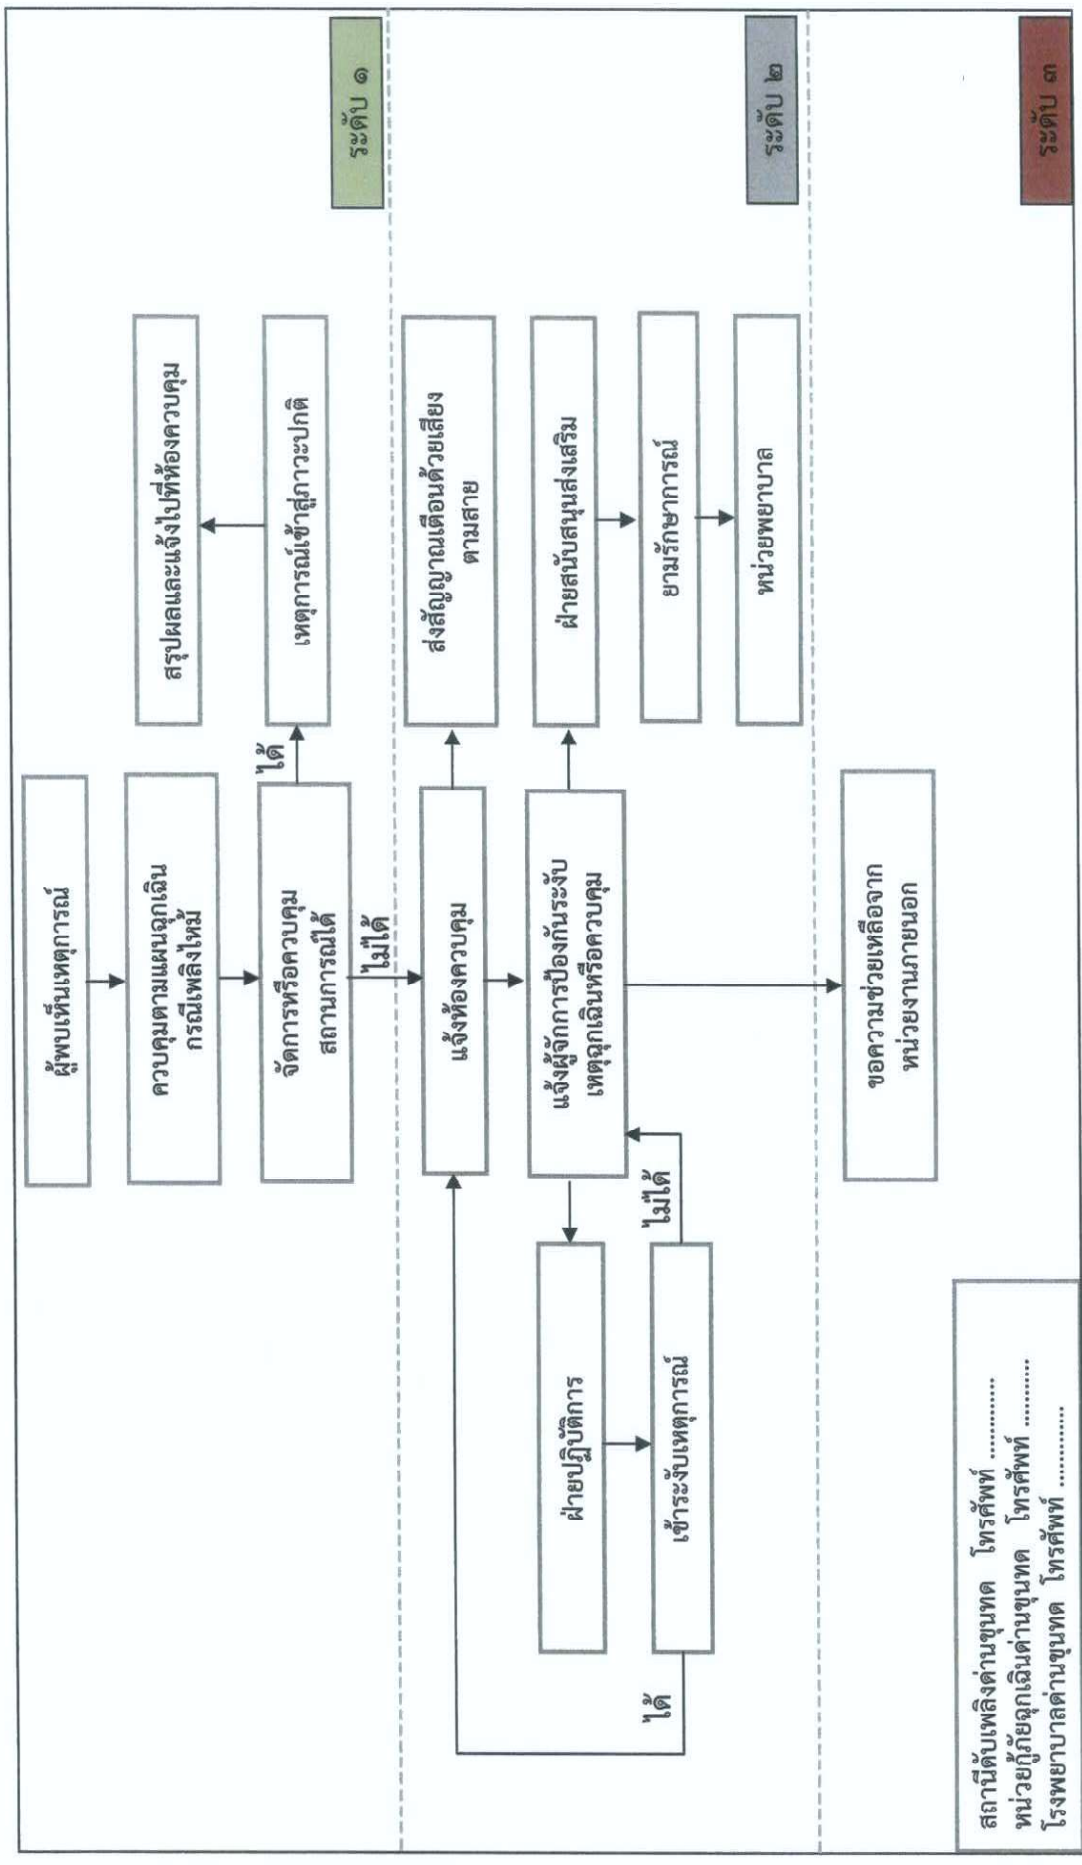 ผู้พบเห็นเหตุการณ์
ควบคุมตามแผนฉุกเฉิน
กรณีเพลิงไหม้
สรุปผลและแจ้งไปที่ห้องควบคุม
จัดการหรือควบคุม
สถานการณ์ได้
ได้
เหตุการณ์เข้าสู่ภาวะปกติ
ระดับ ๑
ไม่ได้
แจ้งห้องควบคุม
ส่งสัญญาณเตือนด้วยเสียง
ตามสาย
แจ้งผู้จักการป้องกันระงับ
เหตุฉุกเฉินหรือควบคุม
ฝ่ายสนับสนุนส่งเสริม
ฝ่ายปฏิบัติการ
ยามรักษาการณ์
เข้าระงับเหตุการณ์
ไม่ได้
ได้
หน่วยพยาบาล
ระดับ ๒
ขอความช่วยเหลือจาก
หน่วยงานภายนอก
สถานีดับเพลิงด่านขุนทด โทรศัพท์ ..............
หน่วยกู้ภัยฉุกเฉินด่านขุนทด โทรศัพท์ ............
โรงพยาบาลด่านขุนทด โทรศัพท์ .............
ระดับ ๓